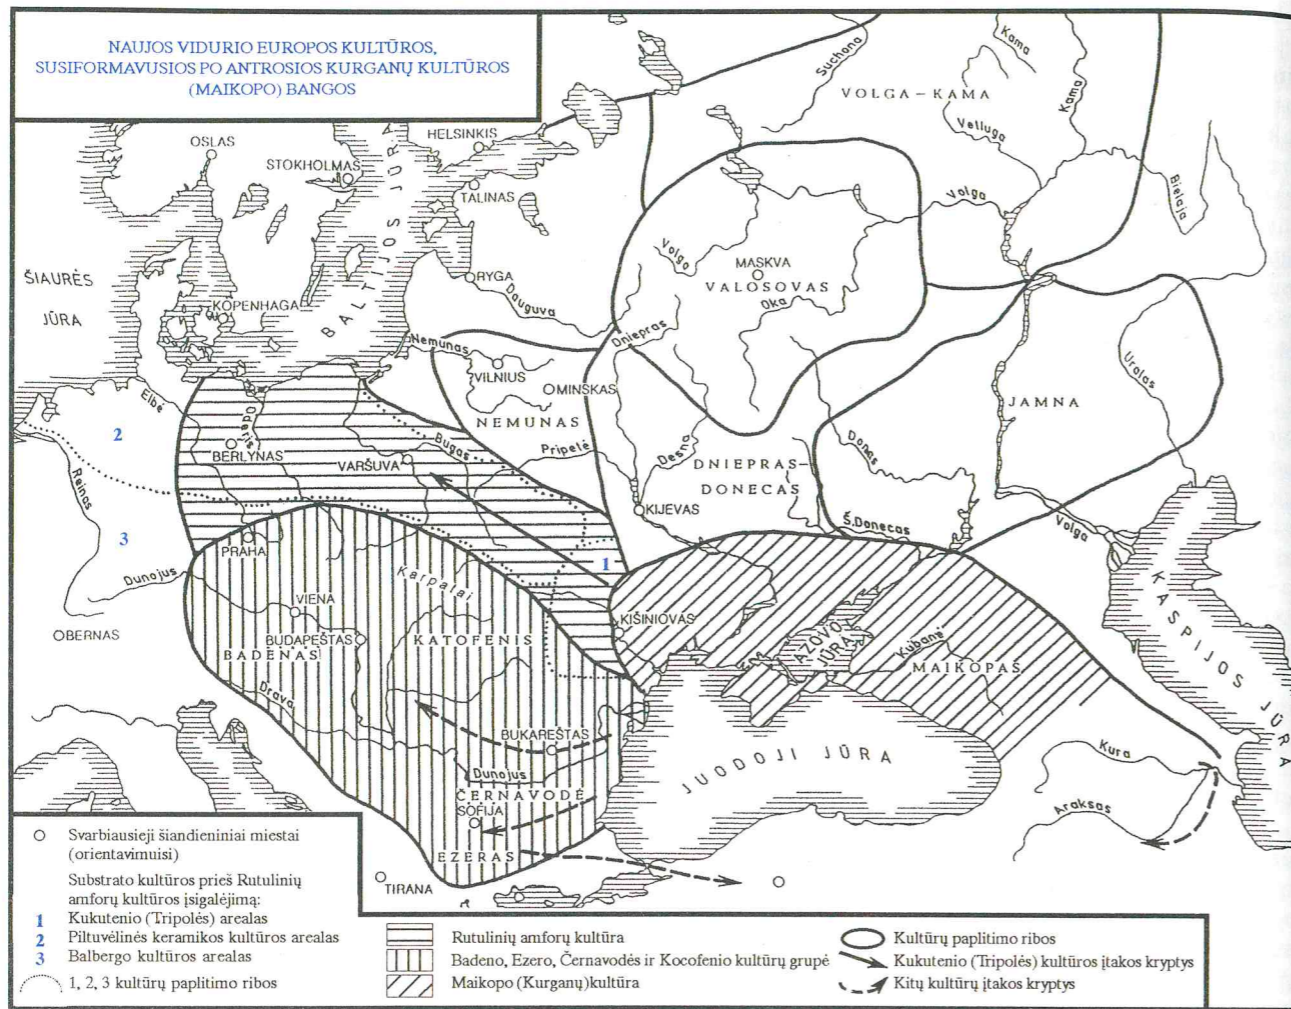 NAUJOS VIDURIO EUROPOS KULTŪROS,
SUSIFORMAVUSIOS PO ANTROSIOS KURGANŲ KULTŪROS
(MAIKOPO) BANGOS
Suchona
Kama
Kama
VOLGA – KAMA
Vetluga
HELSINKIS
OSLAS
STOKHOLMAS
TALINAS
BALTIJOS JŪRA
Volga
Bielaja
Volga
MASKVA
VALOSOVAS
Oka
ŠIAURĖS
JŪRA
RYGA
Dauguva
KOPENHAGA
Dniepras
Nemunas
VILNIUS
MINSKAS
NEMUNAS
Uralas
JAMNA
Elbė
2
Oderis
BERLYNAS
VARŠUVA
Bugas
Pripetė
Desna
Donas
DNIEPRAS–
DONECAS
Reinas
KIJEVAS
Š.Donecas
Volga
3
PRAHA
1
Dunojus
Karpatai
VIENA
KIŠINIOVAS
BERNAS
BUDAPEŠTAS
KATOFENIS
BADENAS
AZOVO
JŪRA
Kubanė
MAIKOPAS
KASPIJOS JŪRA
Drava
BUKAREŠTAS
JUODOJI JŪRA
Kura
Dunojus
ČERNAVODĖ
SOFIJA
Araksas
EZERAS
TIRANA
Svarbiausieji šiandieniniai miestai
(orientavimuisi)
Substrato kultūros prieš Rutulinių
amforų kultūros įsigalėjimą:
1 Kukutenio (Tripolės) arealas
2 Piltuvėlinės keramikos kultūros arealas
3 Balbergo kultūros arealas
1, 2, 3 kultūrų paplitimo ribos
Rutulinių amforų kultūra
Badeno, Ezero, Černavodės ir Kocofenio kultūrų grupė
Maikopo (Kurganų)kultūra
Kultūrų paplitimo ribos
Kukutenio (Tripolės) kultūros įtakos kryptys
Kitų kultūrų įtakos kryptys